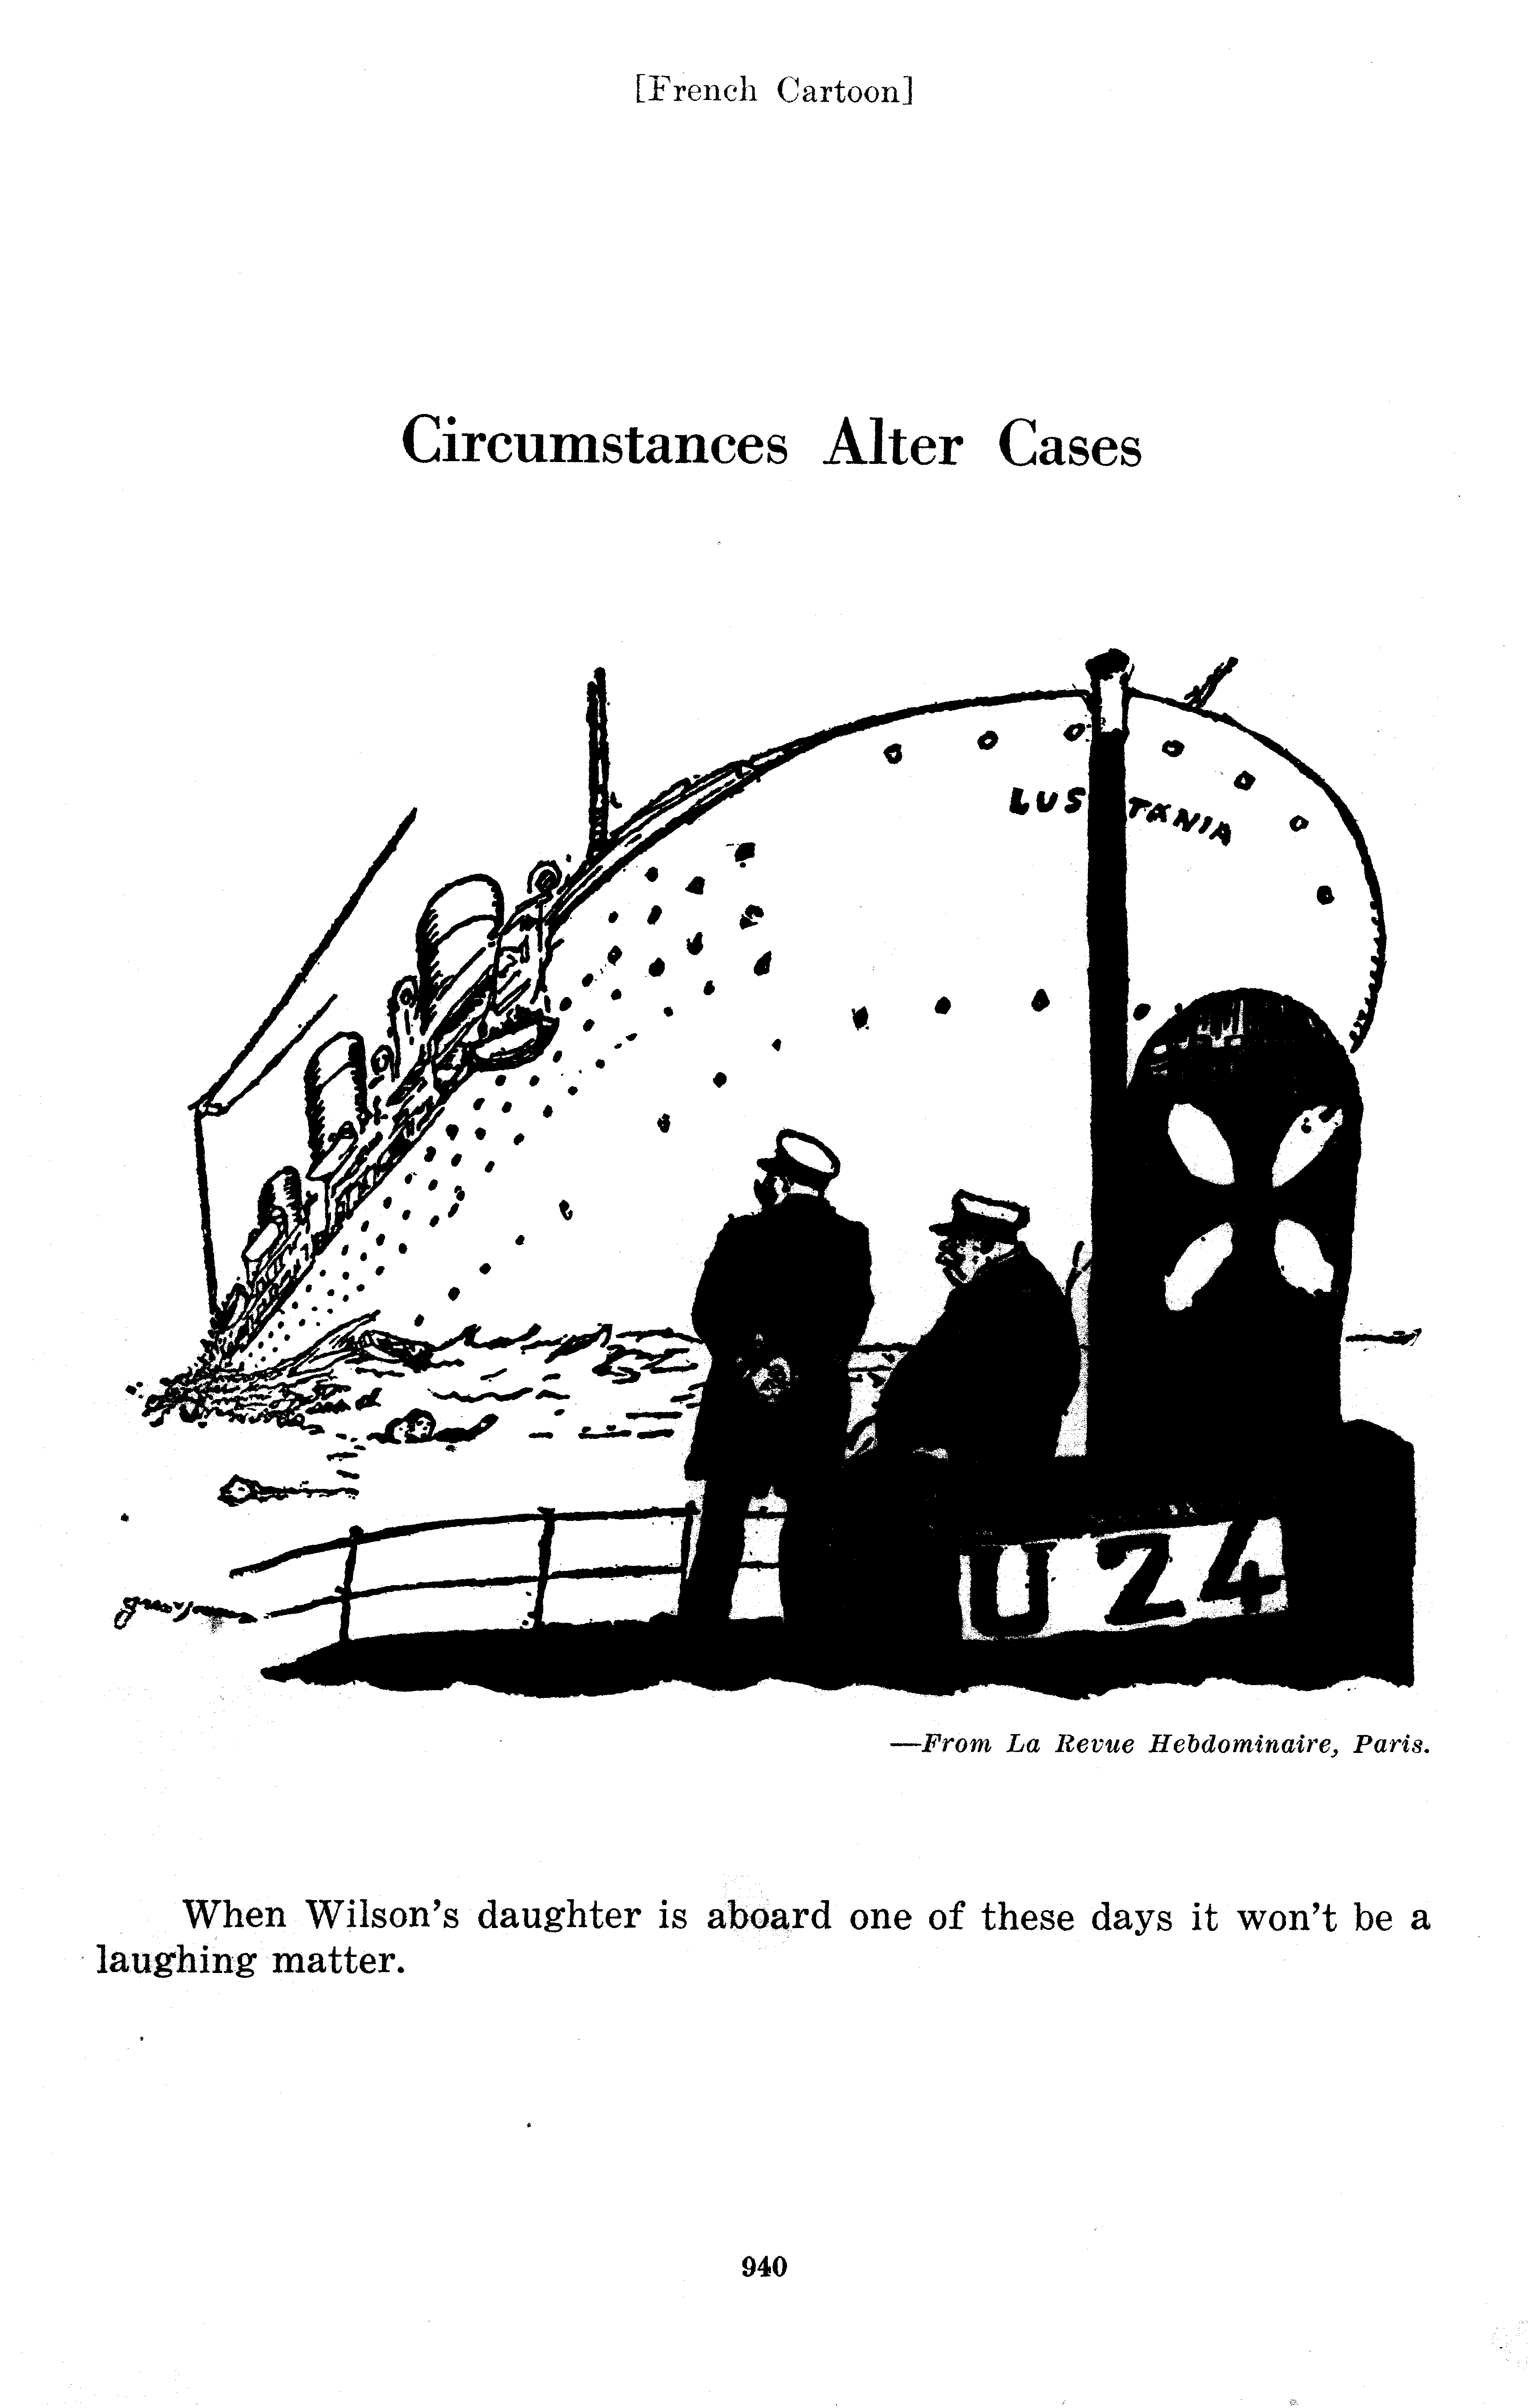 [French Cartoon]
Circumstances Alter Cases
LUS TANIA
U 24
—From La Revue Hebdominaire, Paris.
When Wilson's daughter is aboard one of these days it won't be a
laughing matter.
940